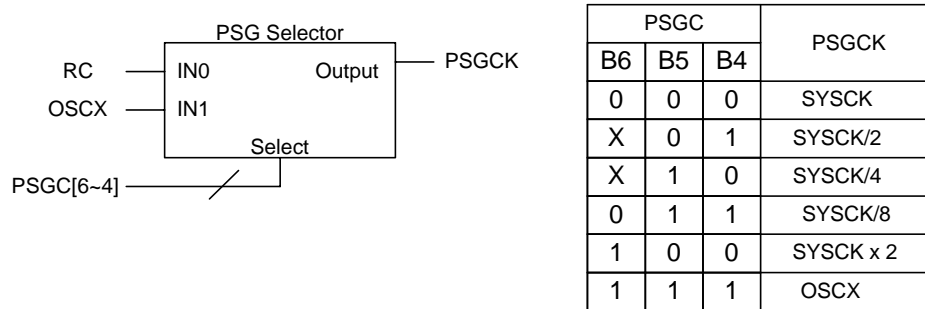 PSG Selector
RC IN0 Output PSGCK
OSCX IN1
Select
PSGC[6~4]
PSGC PSGCK
B6 B5 B4
0 0 0 SYSCK
X 0 1 SYSCK/2
X 1 0 SYSCK/4
0 1 1 SYSCK/8
1 0 0 SYSCK x 2
1 1 1 OSCX